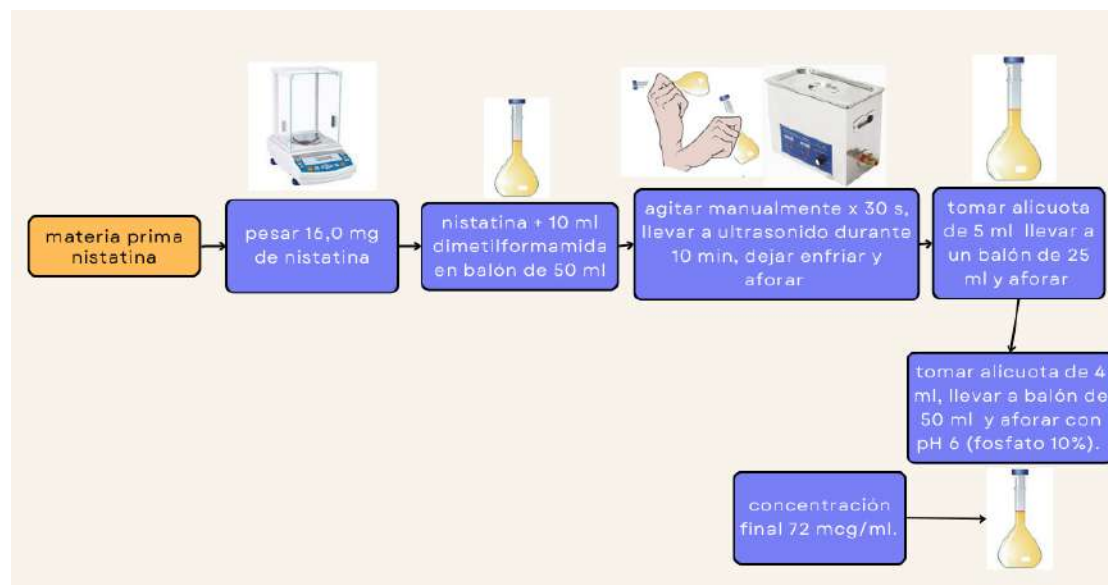 materia prima
nistatina
pesar 16,0 mg
de nistatina
nistatina + 10 ml
dimetilformamida
en balón de 50 ml
agitar manualmente x 30 s,
llevar a ultrasonido durante
10 min, dejar enfriar y
aforar
tomar alicuota
de 5 ml llevar a
un balón de 25
ml y aforar
tomar alicuota de 4
ml, llevar a balón de
50 ml y aforar con
pH 6 (fosfato 10%).
concentración
final 72 mcg/ml.